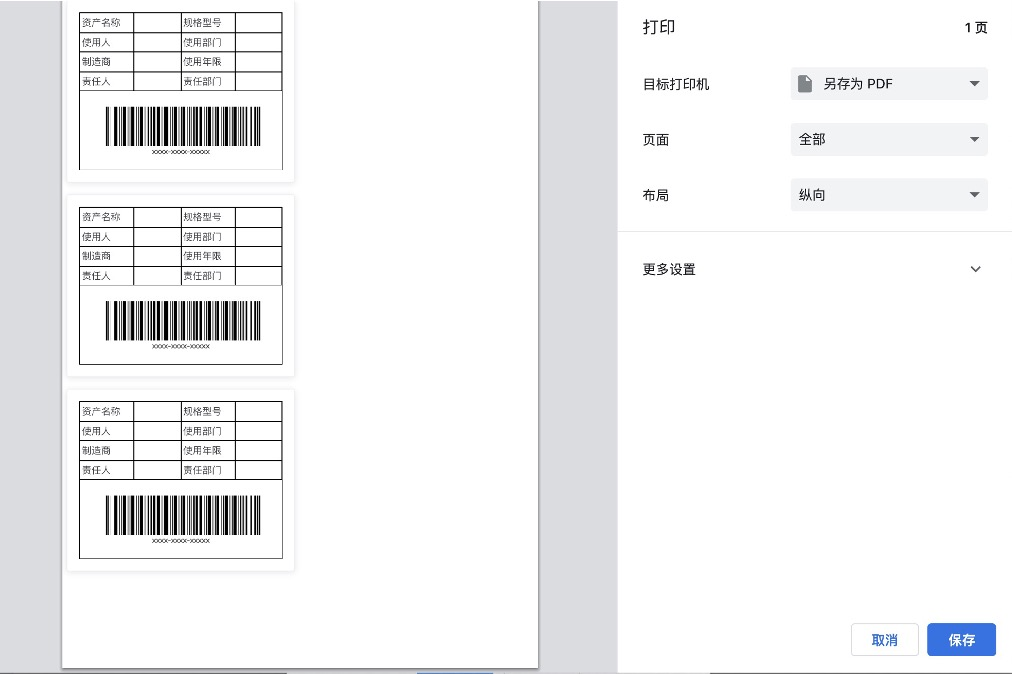 资产名称 规格型号
使用人 使用部门
制造商 使用年限
责任人 责任部门
xxxx-xxxx-xxxxx
资产名称 规格型号
使用人 使用部门
制造商 使用年限
责任人 责任部门
xxxx-xxxx-xxxxx
资产名称 规格型号
使用人 使用部门
制造商 使用年限
责任人 责任部门
xxxx-xxxx-xxxxx
打印 1 页
目标打印机 另存为 PDF
页面 全部
布局 纵向
更多设置
取消 保存